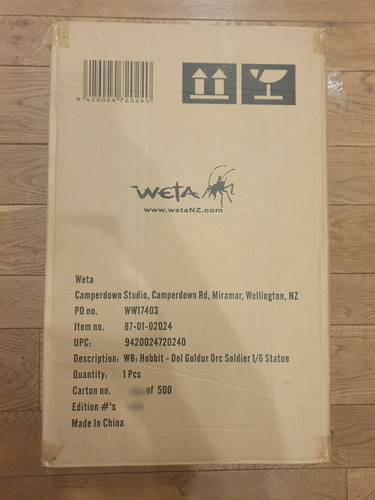 9 420024 720240
WETA
www.wetaNZ.com
Weta
Camperdown Studio, Camperdown Rd, Miramar, Wellington, NZ
PO no. WW17403
Item no. 87-01-02024
UPC: 9420024720240
Description: WB: Hobbit - Dol Guldur Orc Soldier 1/6 Statue
Quantity: 1 Pcs
Carton no. of 500
Edition #'s
Made In China